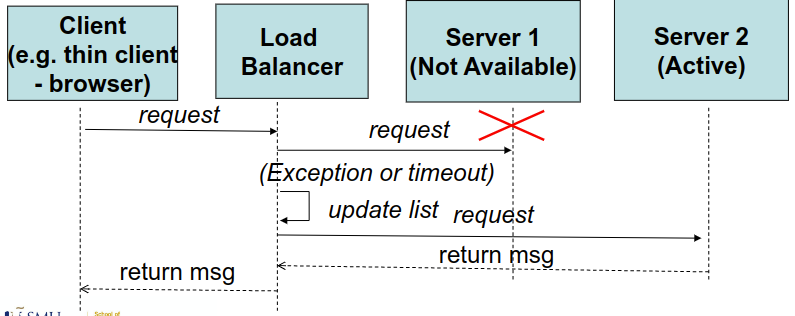 Client
(e.g. thin client
- browser)
Load
Balancer
Server 1
(Not Available)
Server 2
(Active)
request
request
(Exception or timeout)
update list
request
return msg
return msg
School of